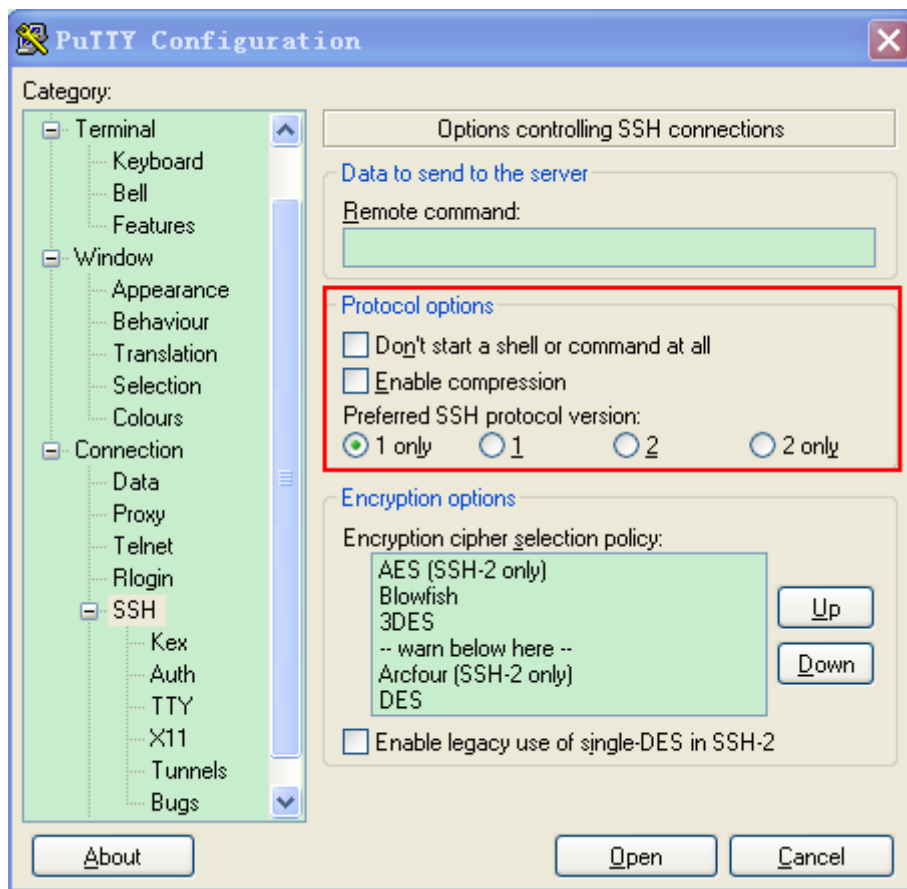 PuTTY Configuration
Category:
Terminal
Keyboard
Bell
Features
Window
Appearance
Behaviour
Translation
Selection
Colours
Connection
Data
Proxy
Telnet
Rlogin
SSH
Kex
Auth
TTY
X11
Tunnels
Bugs
Options controlling SSH connections
Data to send to the server
Remote command:
Protocol options
Don't start a shell or command at all
Enable compression
Preferred SSH protocol version:
1 only 1 2 2 only
Encryption options
Encryption cipher selection policy:
AES (SSH-2 only)
Blowfish
3DES
-- warn below here --
Arcfour (SSH-2 only)
DES
Up
Down
Enable legacy use of single-DES in SSH-2
About Open Cancel